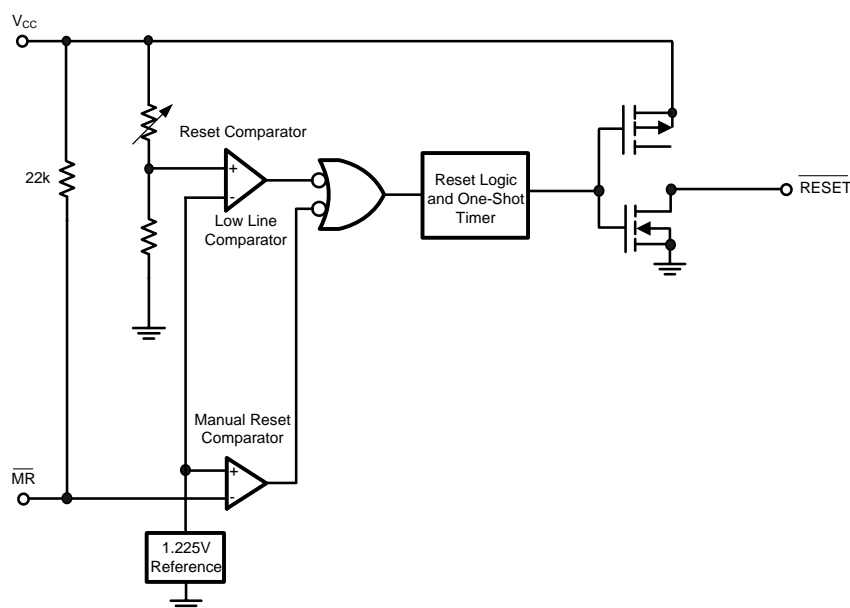 V_CC
Reset Comparator
+
-
22k
Low Line
Comparator
Reset Logic
and One-Shot
Timer
RESET
Manual Reset
Comparator
MR
+
-
1.225V
Reference